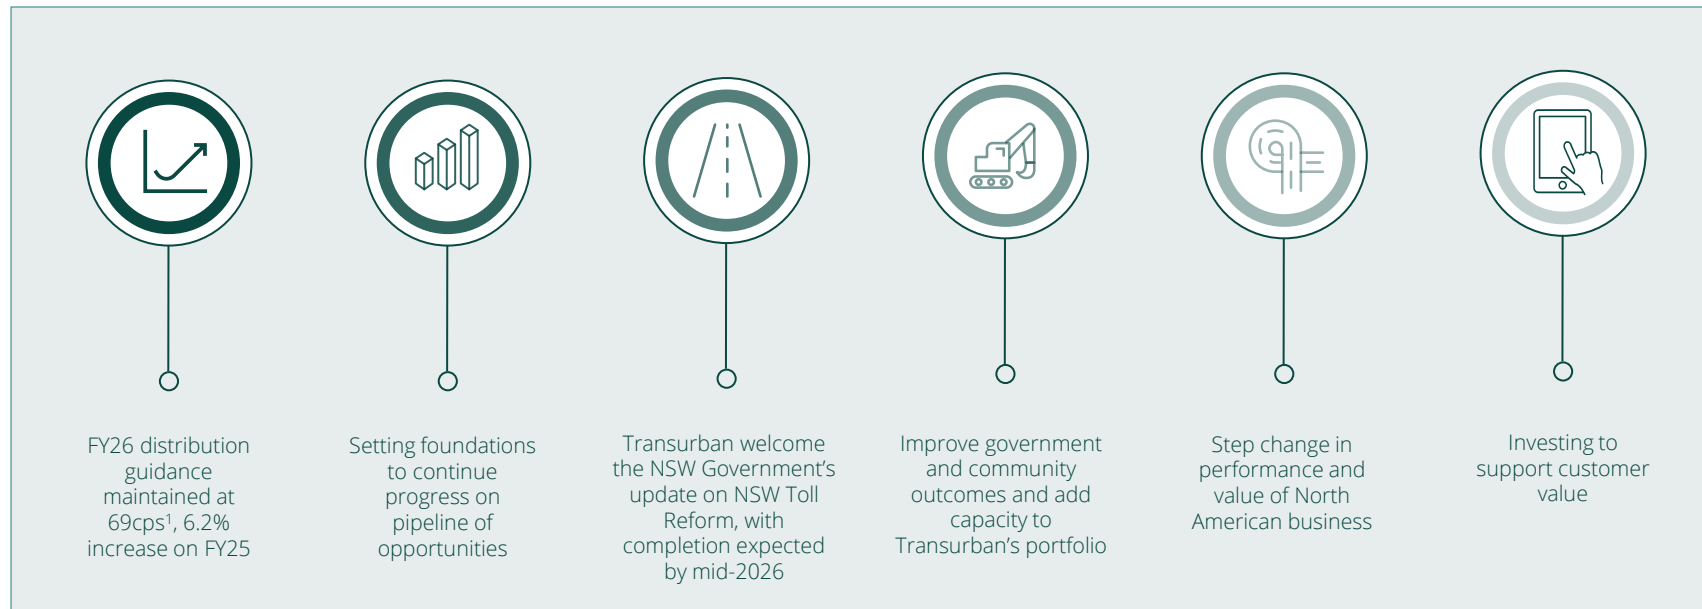 FY26 distribution
guidance
maintained at
69cps¹, 6.2%
increase on FY25
Setting foundations
to continue
progress on
pipeline of
opportunities
Transurban welcome
the NSW Government’s
update on NSW Toll
Reform, with
completion expected
by mid-2026
Improve government
and community
outcomes and add
capacity to
Transurban’s portfolio
Step change in
performance and
value of North
American business
Investing to
support customer
value